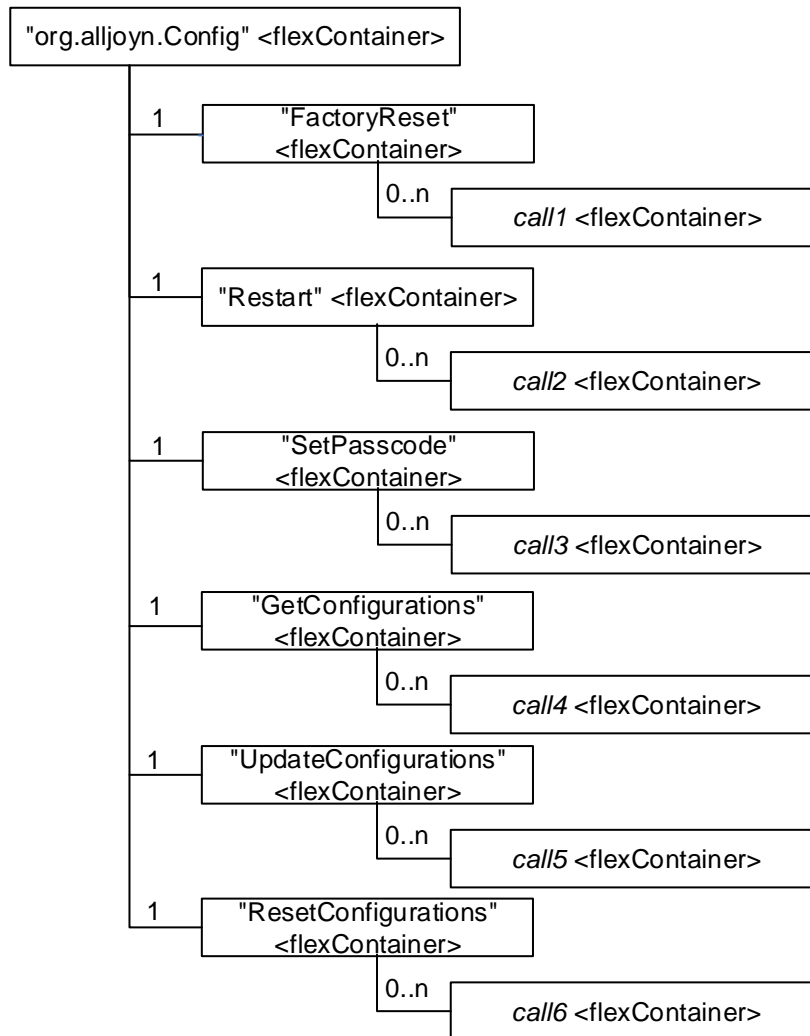 "org.alljoyn.Config" <flexContainer>
1
"FactoryReset"
<flexContainer>
0..n
call1 <flexContainer>
1
"Restart" <flexContainer>
0..n
call2 <flexContainer>
1
"SetPasscode"
<flexContainer>
0..n
call3 <flexContainer>
1
"GetConfigurations"
<flexContainer>
0..n
call4 <flexContainer>
1
"UpdateConfigurations"
<flexContainer>
0..n
call5 <flexContainer>
1
"ResetConfigurations"
<flexContainer>
0..n
call6 <flexContainer>